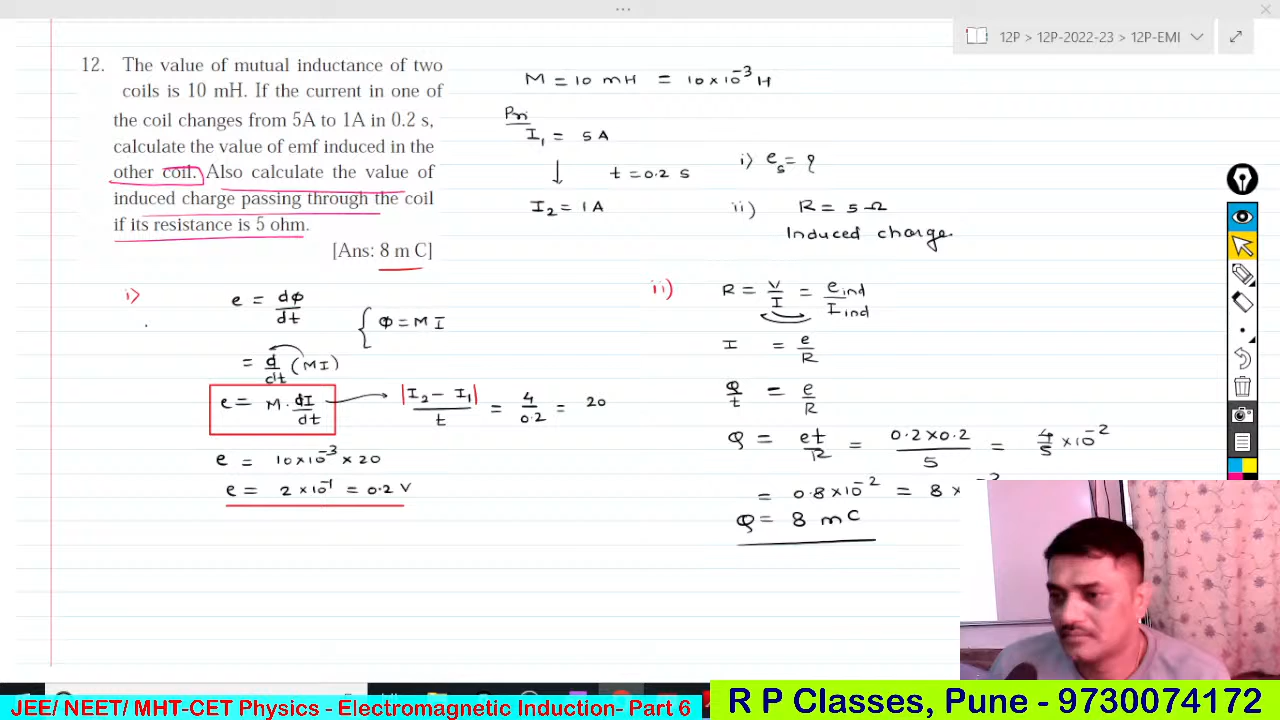 12P > 12P-2022-23 > 12P-EMI
12. The value of mutual inductance of two
coils is 10 mH. If the current in one of
the coil changes from 5A to 1A in 0.2 s,
calculate the value of emf induced in the
other coil. Also calculate the value of
induced charge passing through the coil
if its resistance is 5 ohm.
[Ans: 8 m C]
M = 10 mH = 10×10⁻³ H
Pri
I₁ = 5A
↓ t = 0.2 s
I₂ = 1A
i) eₛ = ?
ii) R = 5 Ω
Induced charge
i)
e = dϕ/dt
{ Φ = M I
= d/dt (MI)
e = M · dI/dt → |I₂ − I₁|/t = 4/0.2 = 20
e = 10×10⁻³ × 20
e = 2 × 10⁻¹ = 0.2 V
ii) R = V/I = e ind/I ind
I = e/R
Q/t = e/R
Q = et/R = 0.2×0.2/5 = 4/5 × 10⁻²
= 0.8×10⁻² = 8 ×
Q = 8 mC
JEE/ NEET/ MHT-CET Physics - Electromagnetic Induction- Part 6
R P Classes, Pune - 9730074172